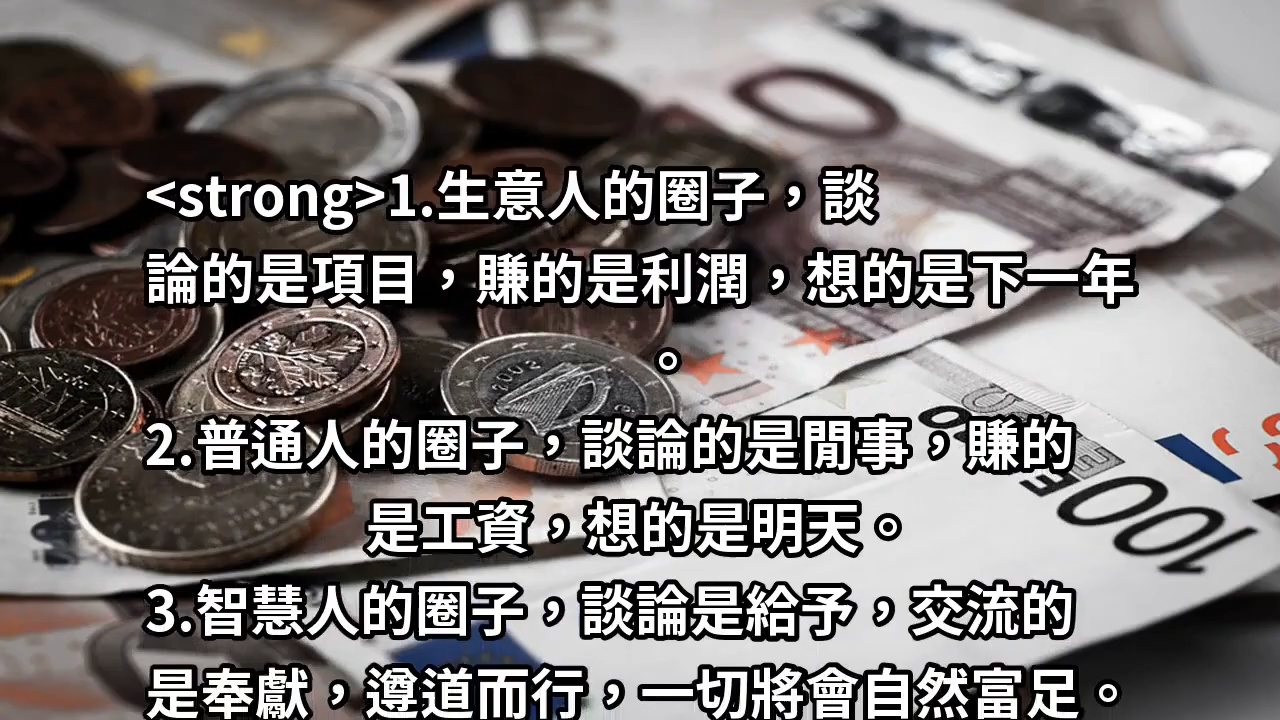 <strong>1.生意人的圈子，談
論的是項目，賺的是利潤，想的是下一年
。
2.普通人的圈子，談論的是閒事，賺的
是工資，想的是明天。
3.智慧人的圈子，談論是給予，交流的
是奉獻，遵道而行，一切將會自然富足。
2002
100